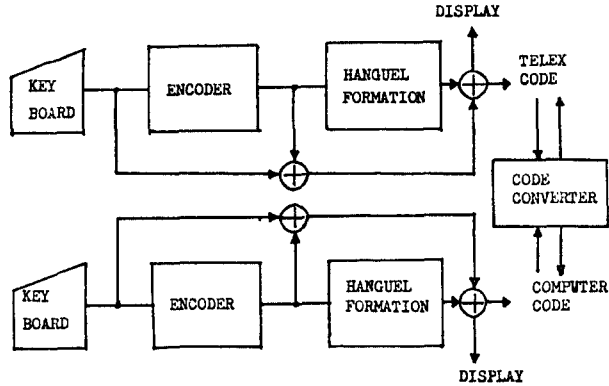 DISPLAY
KEY
BOARD
ENCODER
HANGUEL
FORMATION
TELEX
CODE
CODE
CONVERTER
KEY
BOARD
ENCODER
HANGUEL
FORMATION
COMPUTER
CODE
DISPLAY